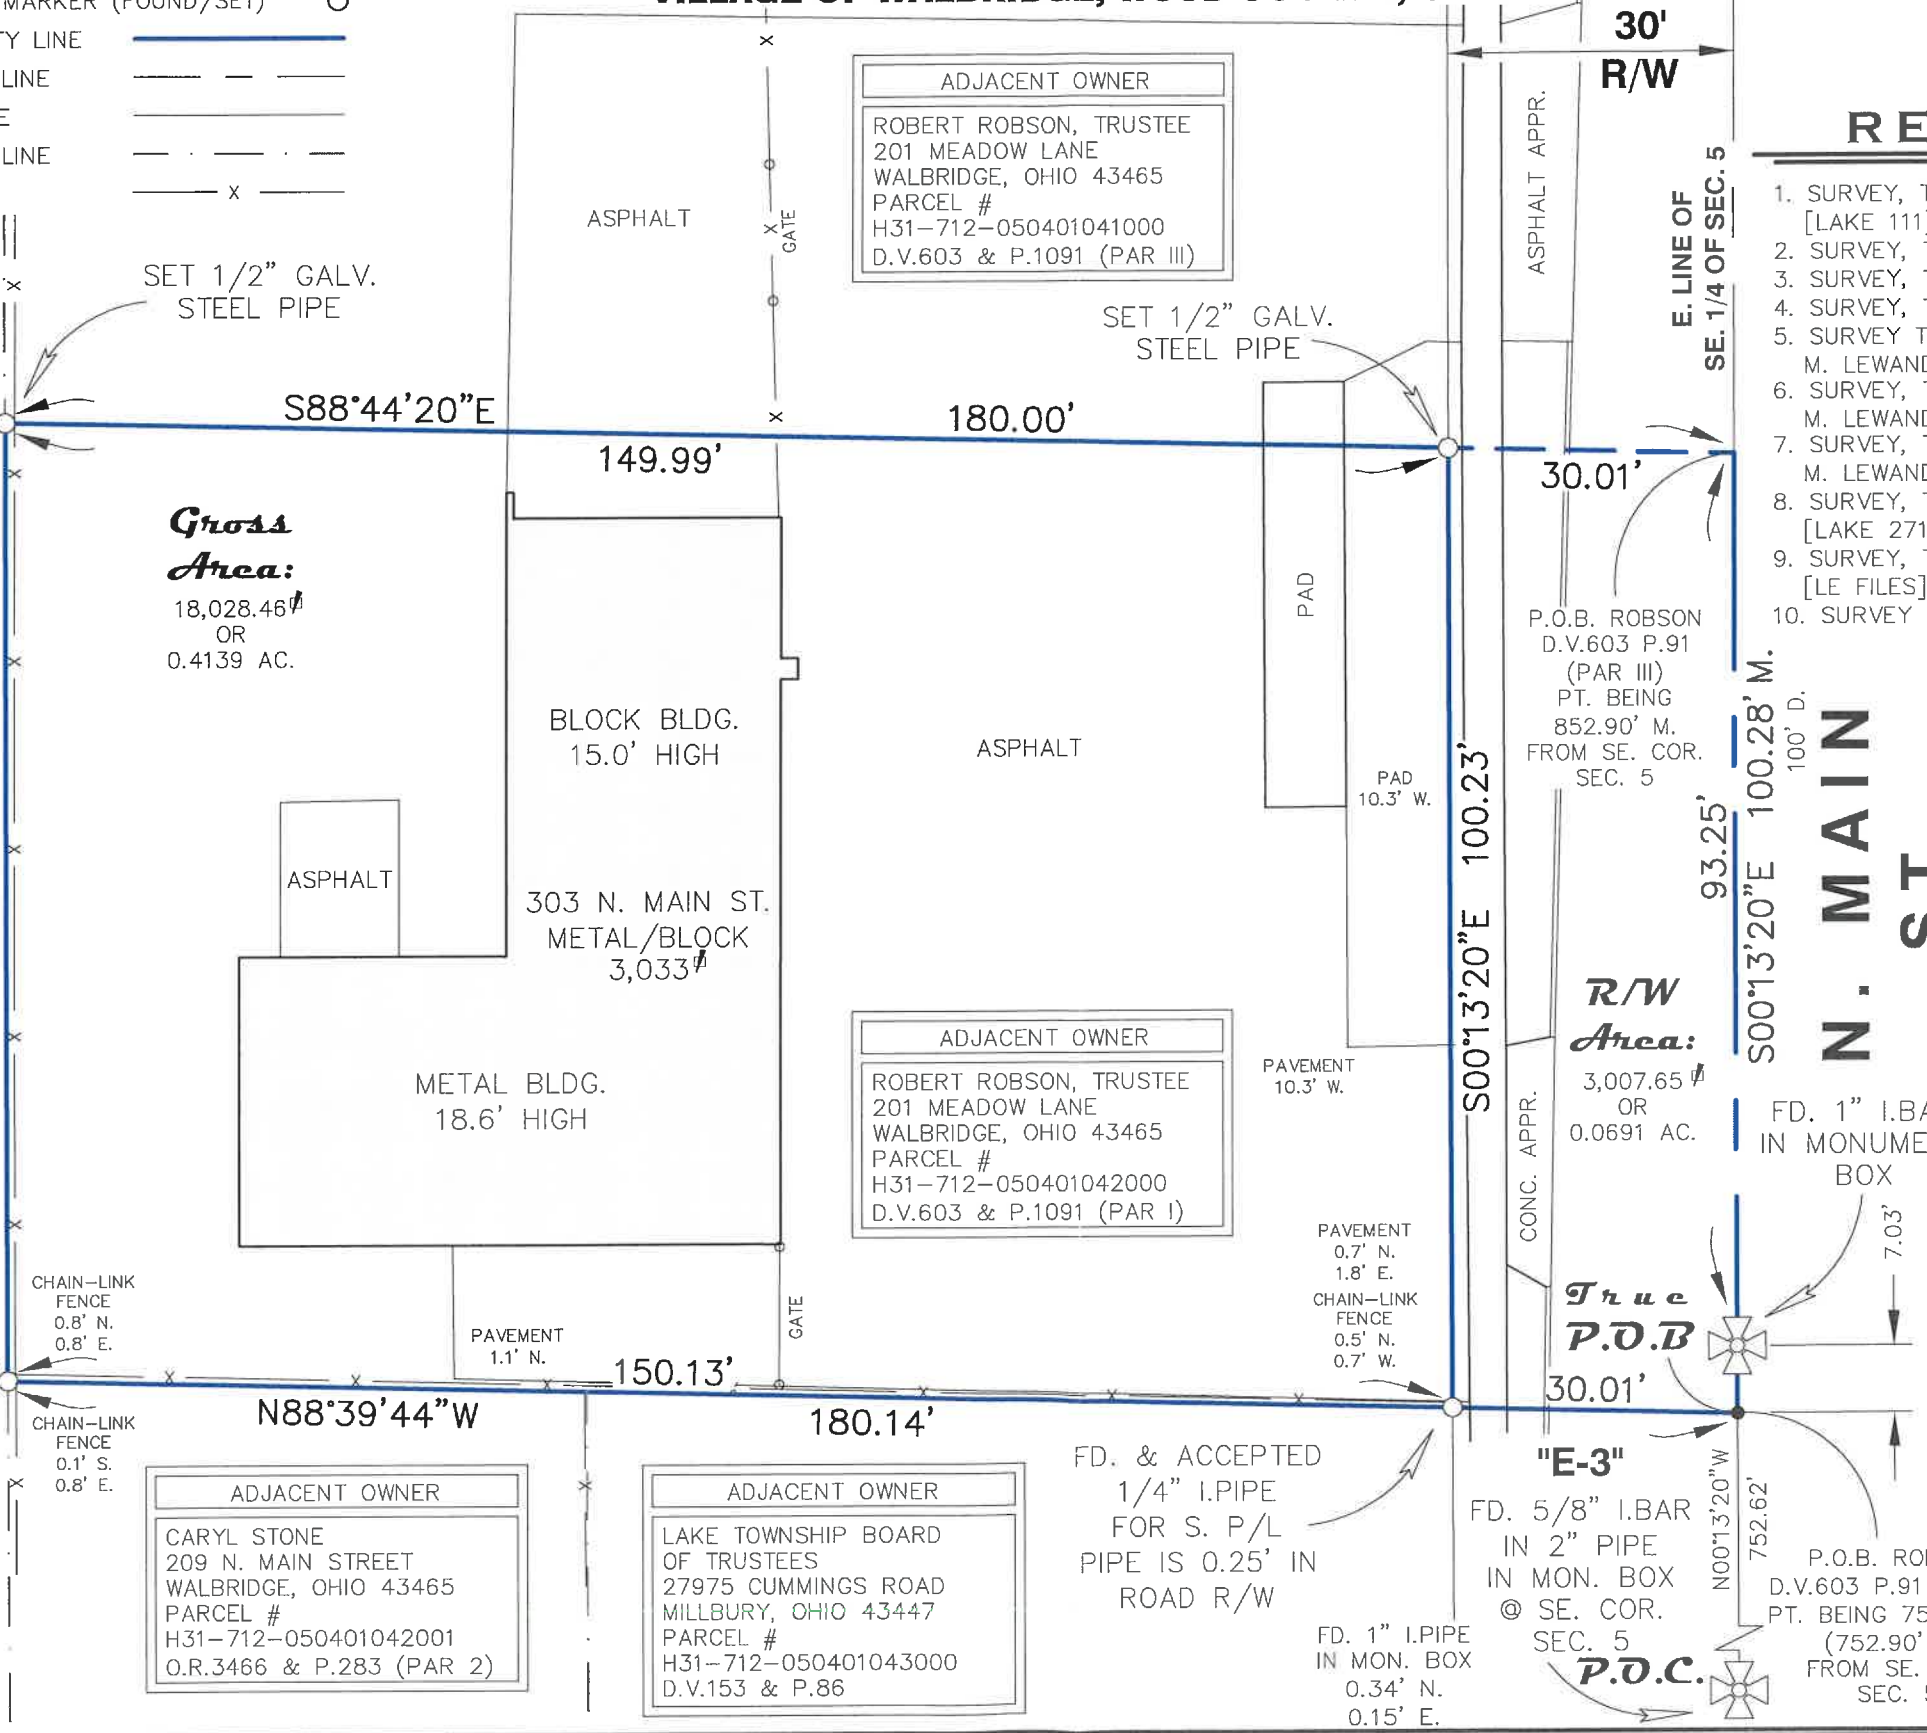 MARKER (FOUND/SET)
LINE
LINE
LINE
x
30'
R/W
ADJACENT OWNER
ROBERT ROBSON, TRUSTEE
201 MEADOW LANE
WALBRIDGE, OHIO 43465
PARCEL #
H31-712-050401041000
D.V.603 & P.1091 (PAR III)
ASPHALT
GATE
ASPHALT APPR.
E. LINE OF
SE. 1/4 OF SEC. 5
SET 1/2" GALV.
STEEL PIPE
SET 1/2" GALV.
STEEL PIPE
1. SURVEY,
[LAKE 111]
2. SURVEY,
3. SURVEY,
4. SURVEY,
5. SURVEY
M.
6. SURVEY,
M.
7. SURVEY,
M.
8. SURVEY,
[LAKE 271
9. SURVEY,
[LE FILES]
10. SURVEY
S88°44'20"E
180.00'
149.99'
30.01'
Gross
Area:
18,028.46
OR
0.4139 AC.
PAD
P.O.B. ROBSON
D.V.603 P.91
(PAR III)
PT. BEING
852.90' M.
FROM SE. COR.
SEC. 5
BLOCK BLDG.
15.0' HIGH
ASPHALT
PAD
10.3' W.
S00°13'20"E 100.23'
93.25'
S00°13'20"E 100.28' M.
100' D.
N. MAIN
ASPHALT
303 N. MAIN ST.
METAL/BLOCK
3,033
R/W
Area:
3,007.65
OR
0.0691 AC.
METAL BLDG.
18.6' HIGH
ADJACENT OWNER
ROBERT ROBSON, TRUSTEE
201 MEADOW LANE
WALBRIDGE, OHIO 43465
PARCEL #
H31-712-050401042000
D.V.603 & P.1091 (PAR I)
PAVEMENT
10.3' W.
CONC. APPR.
FD. 1"
IN
BOX
7.03'
PAVEMENT
0.7' N.
1.8' E.
CHAIN-LINK
FENCE
0.5' N.
0.7' W.
True
P.O.B
CHAIN-LINK
FENCE
0.8' N.
0.8' E.
PAVEMENT
1.1' N.
GATE
150.13'
30.01'
N88°39'44"W
180.14'
CHAIN-LINK
FENCE
0.1' S.
0.8' E.
ADJACENT OWNER
CARYL STONE
209 N. MAIN STREET
WALBRIDGE, OHIO 43465
PARCEL #
H31-712-050401042001
O.R.3466 & P.283 (PAR 2)
ADJACENT OWNER
LAKE TOWNSHIP BOARD
OF TRUSTEES
27975 CUMMINGS ROAD
MILLBURY, OHIO 43447
PARCEL #
H31-712-050401043000
D.V.153 & P.86
FD. & ACCEPTED
1/4" I.PIPE
FOR S. P/L
PIPE IS 0.25' IN
ROAD R/W
FD. 1" I.PIPE
IN MON. BOX
0.34' N.
0.15' E.
"E-3"
FD. 5/8" I.BAR
IN 2" PIPE
IN MON. BOX
@ SE. COR.
SEC. 5
P.O.C.
N00°13'20"W
752.62'
P.O.B.
D.V.603 P.91
PT. BEING
(752.90'
FROM SE.
SEC.